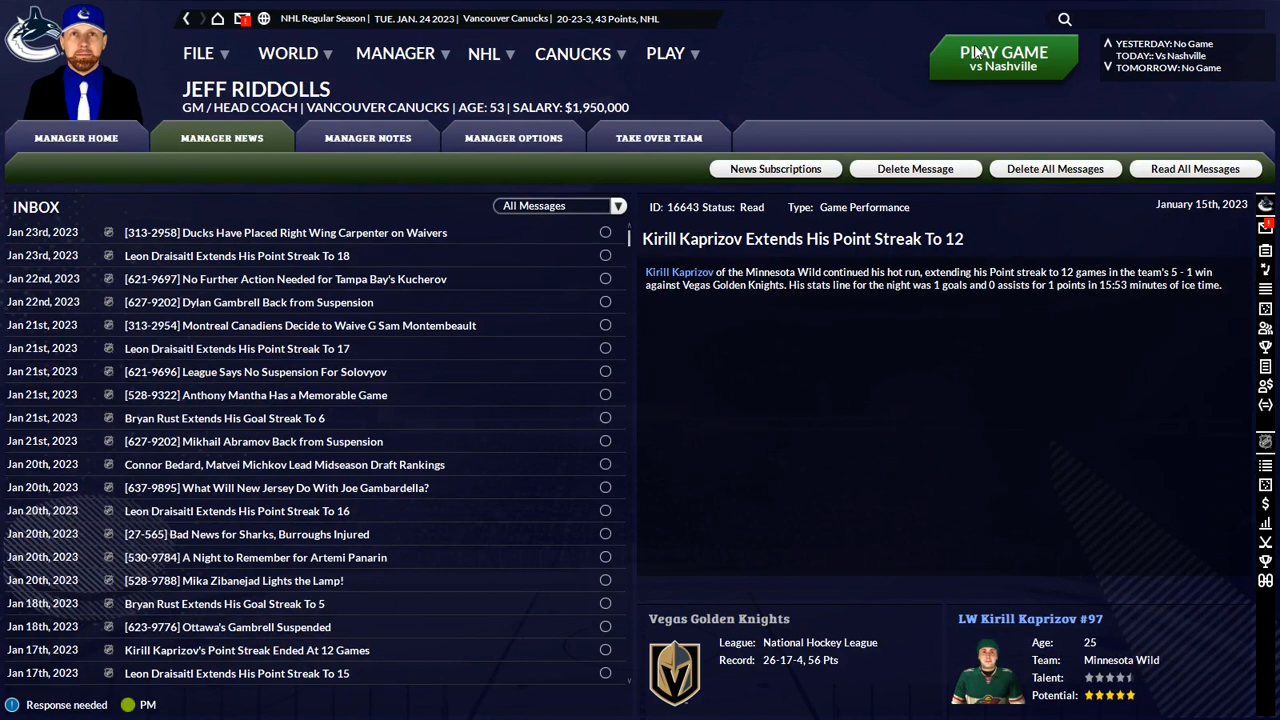 NHL Regular Season | TUE. JAN. 24 2023 | Vancouver Canucks | 20-23-3, 43 Points, NHL
FILE WORLD MANAGER NHL CANUCKS PLAY
PLAY GAME
vs Nashville
YESTERDAY: No Game
TODAY:: Vs Nashville
TOMORROW: No Game
JEFF RIDDOLLS
GM / HEAD COACH | VANCOUVER CANUCKS | AGE: 53 | SALARY: $1,950,000
MANAGER HOME MANAGER NEWS MANAGER NOTES MANAGER OPTIONS TAKE OVER TEAM
News Subscriptions Delete Message Delete All Messages Read All Messages
INBOX All Messages
Jan 23rd, 2023 [313-2958] Ducks Have Placed Right Wing Carpenter on Waivers
Jan 23rd, 2023 Leon Draisaitl Extends His Point Streak To 18
Jan 22nd, 2023 [621-9697] No Further Action Needed for Tampa Bay's Kucherov
Jan 22nd, 2023 [627-9202] Dylan Gambrell Back from Suspension
Jan 21st, 2023 [313-2954] Montreal Canadiens Decide to Waive G Sam Montembeault
Jan 21st, 2023 Leon Draisaitl Extends His Point Streak To 17
Jan 21st, 2023 [621-9696] League Says No Suspension For Solovyov
Jan 21st, 2023 [528-9322] Anthony Mantha Has a Memorable Game
Jan 21st, 2023 Bryan Rust Extends His Goal Streak To 6
Jan 21st, 2023 [627-9202] Mikhail Abramov Back from Suspension
Jan 20th, 2023 Connor Bedard, Matvei Michkov Lead Midseason Draft Rankings
Jan 20th, 2023 [637-9895] What Will New Jersey Do With Joe Gambardella?
Jan 20th, 2023 Leon Draisaitl Extends His Point Streak To 16
Jan 20th, 2023 [27-565] Bad News for Sharks, Burroughs Injured
Jan 20th, 2023 [530-9784] A Night to Remember for Artemi Panarin
Jan 20th, 2023 [528-9788] Mika Zibanejad Lights the Lamp!
Jan 18th, 2023 Bryan Rust Extends His Goal Streak To 5
Jan 18th, 2023 [623-9776] Ottawa's Gambrell Suspended
Jan 17th, 2023 Kirill Kaprizov's Point Streak Ended At 12 Games
Jan 17th, 2023 Leon Draisaitl Extends His Point Streak To 15
Response needed PM
ID: 16643 Status: Read Type: Game Performance January 15th, 2023
Kirill Kaprizov Extends His Point Streak To 12
Kirill Kaprizov of the Minnesota Wild continued his hot run, extending his Point streak to 12 games in the team's 5 - 1 win
against Vegas Golden Knights. His stats line for the night was 1 goals and 0 assists for 1 points in 15:53 minutes of ice time.
Vegas Golden Knights
League: National Hockey League
Record: 26-17-4, 56 Pts
LW Kirill Kaprizov #97
Age: 25
Team: Minnesota Wild
Talent:
Potential: